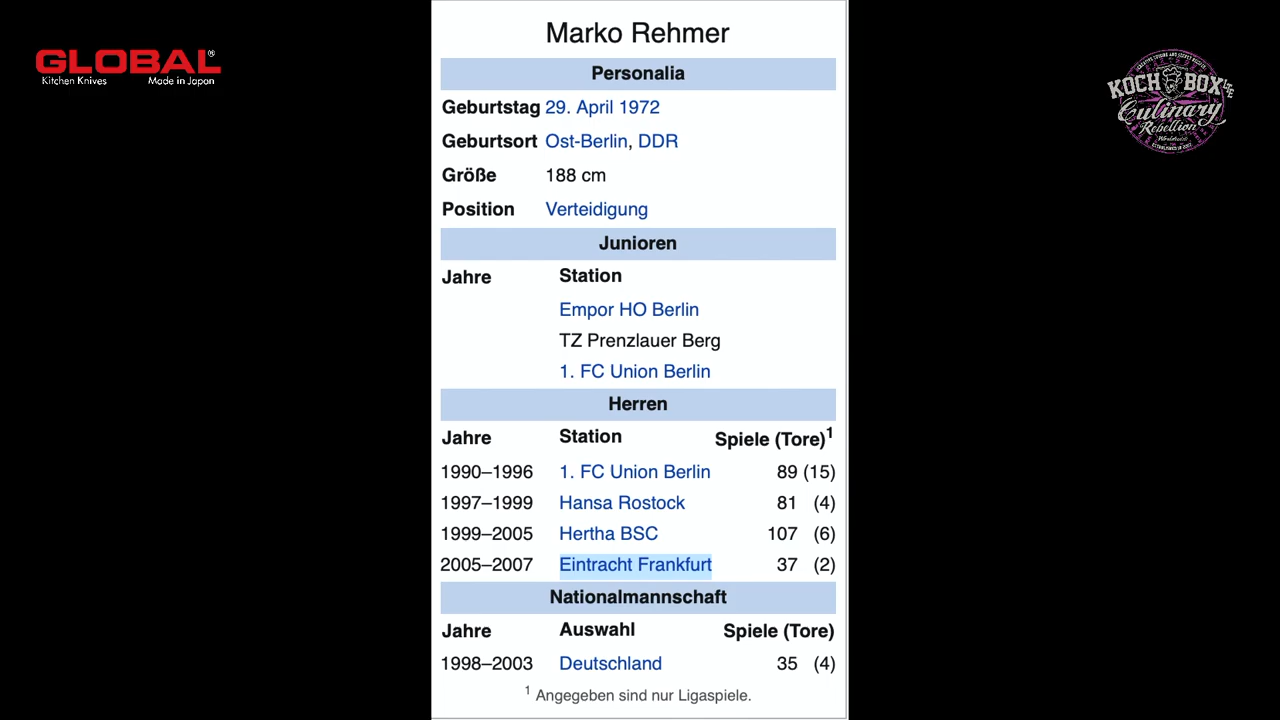 GLOBAL®
Kitchen Knives Made in Japan
KOCH BOX
Culinary
Rebellion
Marko Rehmer
Personalia
Geburtstag 29. April 1972
Geburtsort Ost-Berlin, DDR
Größe 188 cm
Position Verteidigung
Junioren
Jahre Station
Empor HO Berlin
TZ Prenzlauer Berg
1. FC Union Berlin
Herren
Jahre Station Spiele (Tore)¹
1990–1996 1. FC Union Berlin 89 (15)
1997–1999 Hansa Rostock 81 (4)
1999–2005 Hertha BSC 107 (6)
2005–2007 Eintracht Frankfurt 37 (2)
Nationalmannschaft
Jahre Auswahl Spiele (Tore)
1998–2003 Deutschland 35 (4)
¹ Angegeben sind nur Ligaspiele.